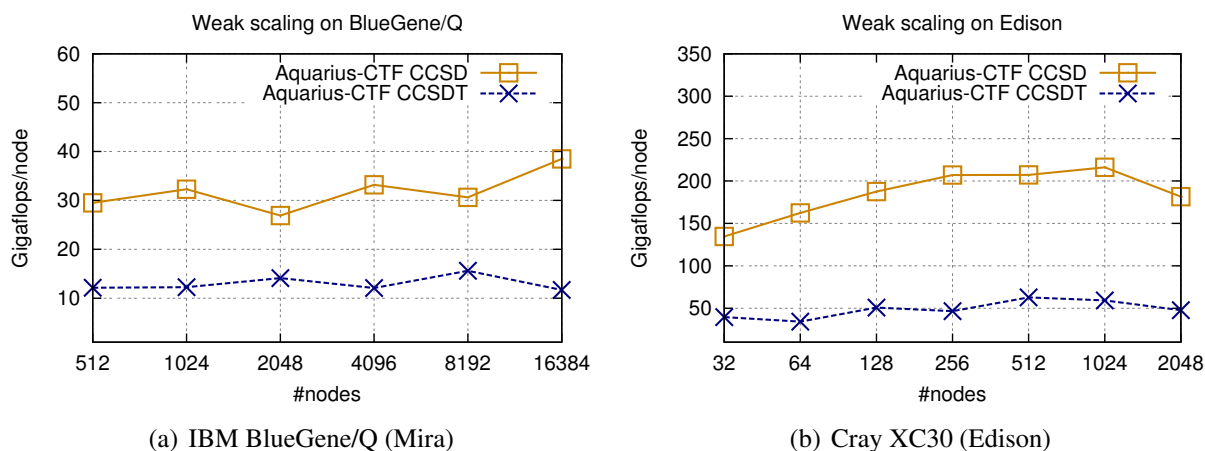 Weak scaling on BlueGene/Q
Gigaflops/node
60
50
40
30
20
10
Aquarius-CTF CCSD
Aquarius-CTF CCSDT
512 1024 2048 4096 8192 16384
#nodes
(a) IBM BlueGene/Q (Mira)
Weak scaling on Edison
Gigaflops/node
350
300
250
200
150
100
50
Aquarius-CTF CCSD
Aquarius-CTF CCSDT
32 64 128 256 512 1024 2048
#nodes
(b) Cray XC30 (Edison)